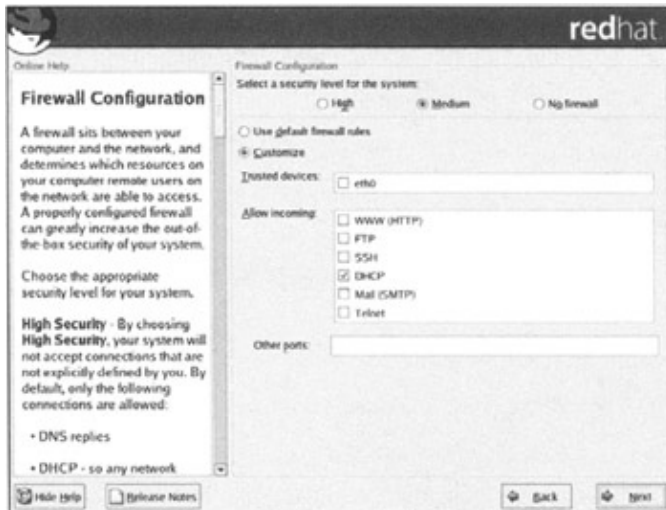 redhat.
Online Help
Firewall Configuration
A firewall sits between your
computer and the network, and
determines which resources on
your computer remote users on
the network are able to access.
A properly configured firewall
can greatly increase the out-of-
the-box security of your system.
Choose the appropriate
security level for your system.
High Security - By choosing
High Security, your system will
not accept connections that are
not explicitly defined by you. By
default, only the following
connections are allowed:
• DNS replies
• DHCP - so any network
Firewall Configuration
Select a security level for the system:
High
Medium
No firewall
Use default firewall rules
Customize
Trusted devices:
eth0
Allow incoming:
WWW (HTTP)
FTP
SSH
DHCP
Mail (SMTP)
Telnet
Other ports:
Hide Help
Release Notes
Back
Next